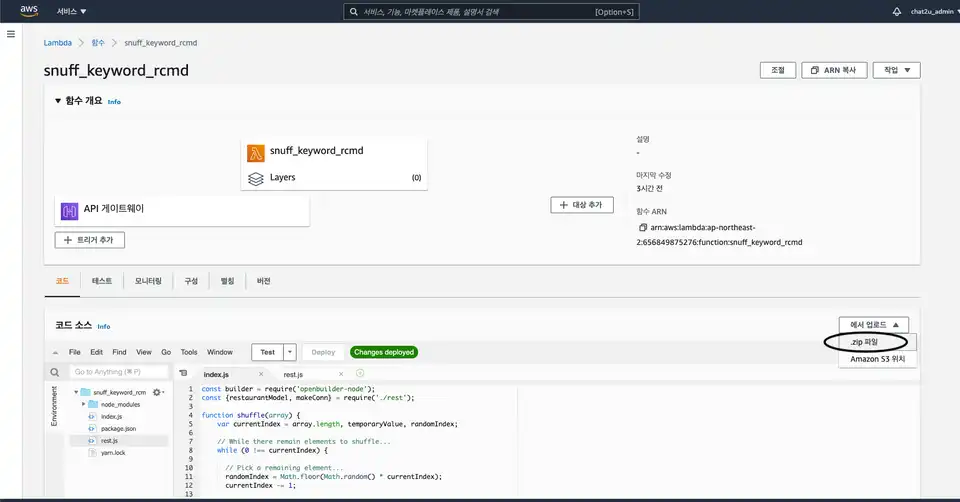 aws 서비스 서비스, 기능, 마켓플레이스 제품, 설명서 검색 [Option+S] chat2u_admin
Lambda 함수 snuff_keyword_rcmd
snuff_keyword_rcmd 조절 ARN 복사 작업
함수 개요 Info
snuff_keyword_rcmd
Layers (0)
API 게이트웨이
트리거 추가
대상 추가
설명
-
마지막 수정
3시간 전
함수 ARN
arn:aws:lambda:ap-northeast-
2:656849875276:function:snuff_keyword_rcmd
코드 테스트 모니터링 구성 별칭 버전
코드 소스 Info 에서 업로드
.zip 파일
Amazon S3 위치
File Edit Find View Go Tools Window Test Deploy Changes deployed
Go to Anything (⌘ P)
index.js rest.js
Environment
snuff_keyword_rcm
node_modules
index.js
package.json
rest.js
yarn.lock
1 const builder = require('openbuilder-node');
2 const {restaurantModel, makeConn} = require('./rest');
3
4 function shuffle(array) {
5 var currentIndex = array.length, temporaryValue, randomIndex;
6
7 // While there remain elements to shuffle...
8 while (0 !== currentIndex) {
9
10 // Pick a remaining element...
11 randomIndex = Math.floor(Math.random() * currentIndex);
12 currentIndex -= 1;
13